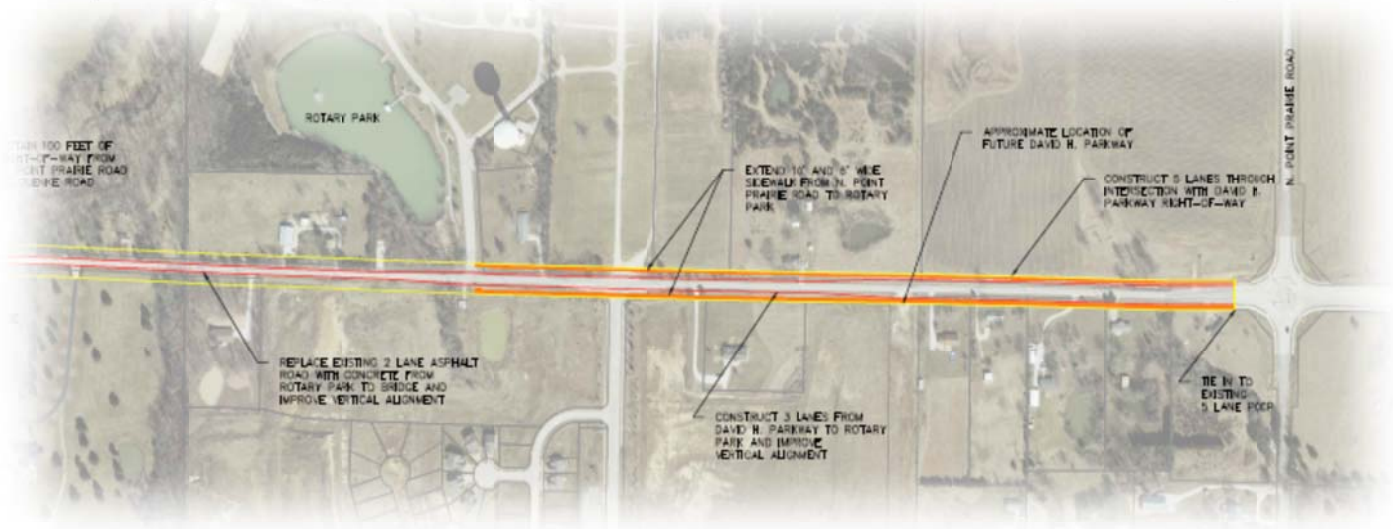 ROTARY PARK
100 FEET OF
FROM
PRAIRIE ROAD
ROAD
EXTEND 10' AND 6' WIDE
SIDEWALK FROM N. POINT
PRAIRIE ROAD TO ROTARY
PARK
APPROXIMATE LOCATION OF
FUTURE DAVID H. PARKWAY
CONSTRUCT 5 LANES THROUGH
INTERSECTION WITH DAVID H.
PARKWAY RIGHT-OF-WAY
N. POINT PRAIRIE ROAD
REPLACE EXISTING 2 LANE ASPHALT
ROAD WITH CONCRETE FROM
ROTARY PARK TO BRIDGE AND
IMPROVE VERTICAL ALIGNMENT
CONSTRUCT 3 LANES FROM
DAVID H. PARKWAY TO ROTARY
PARK AND IMPROVE
VERTICAL ALIGNMENT
TIE IN TO
EXISTING
5 LANE PCCP